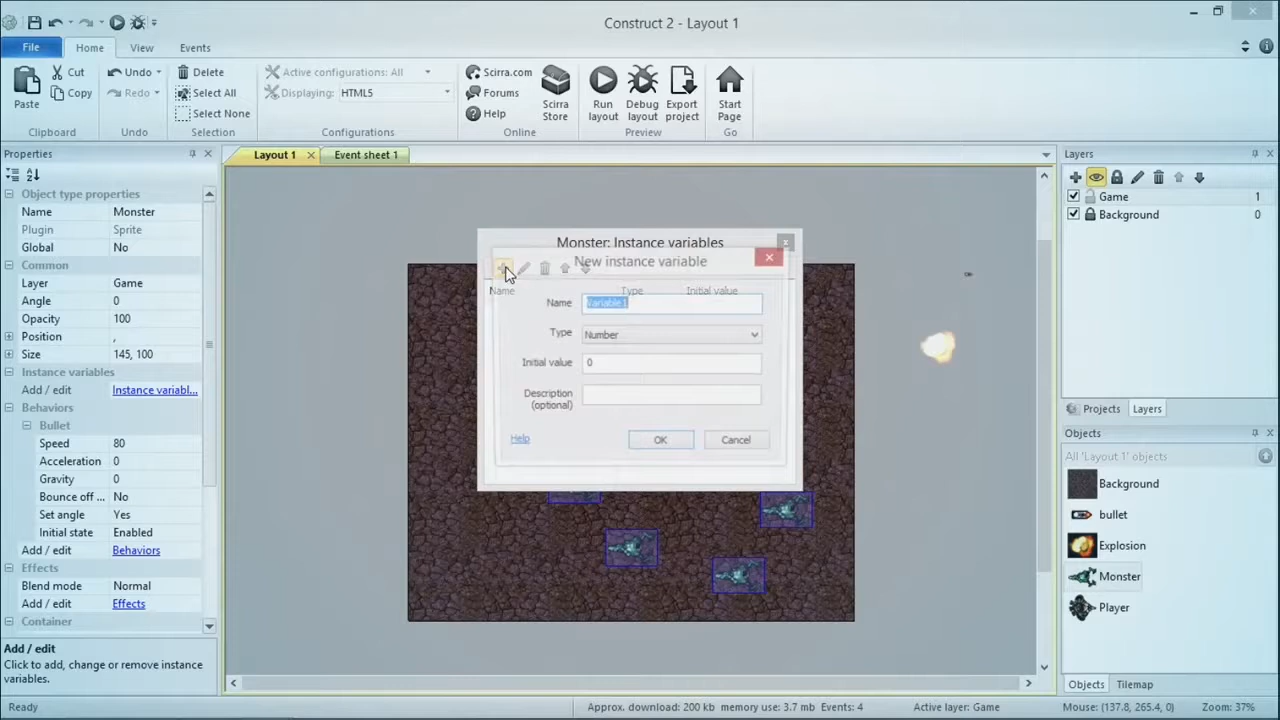 Construct 2 - Layout 1
File
Home
View
Events
Paste
Cut
Copy
Clipboard
Undo
Redo
Undo
Delete
Select All
Select None
Selection
Active configurations: All
Displaying:
HTML5
Configurations
Scirra.com
Forums
Help
Scirra
Store
Online
Run
layout
Debug
layout
Export
project
Preview
Start
Page
Go
Properties
Object type properties
Name Monster
Plugin Sprite
Global No
Common
Layer Game
Angle 0
Opacity 100
Position ,
Size 145, 100
Instance variables
Add / edit Instance variabl...
Behaviors
Bullet
Speed 80
Acceleration 0
Gravity 0
Bounce off ... No
Set angle Yes
Initial state Enabled
Add / edit Behaviors
Effects
Blend mode Normal
Add / edit Effects
Container
Add / edit
Click to add, change or remove instance
variables.
Layout 1
Event sheet 1
Monster: Instance variables
New instance variable
Name Type Initial value
Name Variable1
Type Number
Initial value 0
Description
(optional)
Help
OK
Cancel
Layers
Game 1
Background 0
Projects
Layers
Objects
All 'Layout 1' objects
Background
bullet
Explosion
Monster
Player
Objects
Tilemap
Ready
Approx. download: 200 kb memory use: 3.7 mb Events: 4
Active layer: Game
Mouse: (137.8, 265.4, 0)
Zoom: 37%